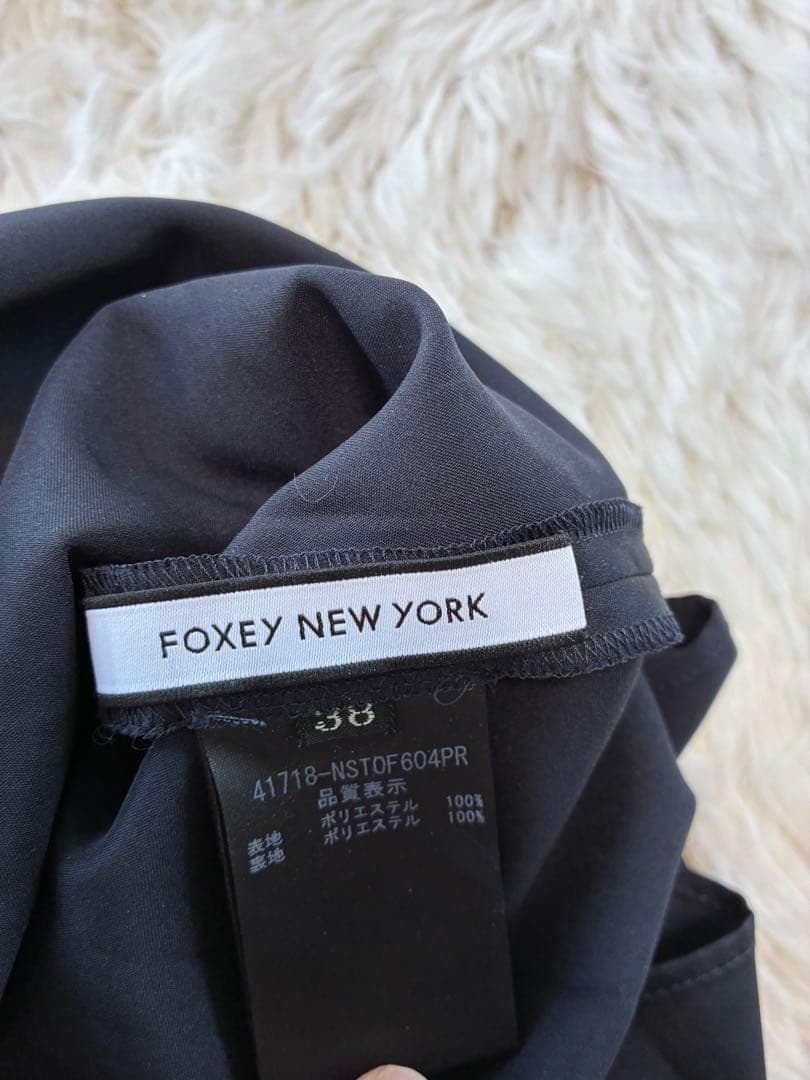 FOXEY NEW YORK
38
41718-NST0F604PR
品質表示
表地 ポリエステル 100%
裏地 ポリエステル 100%